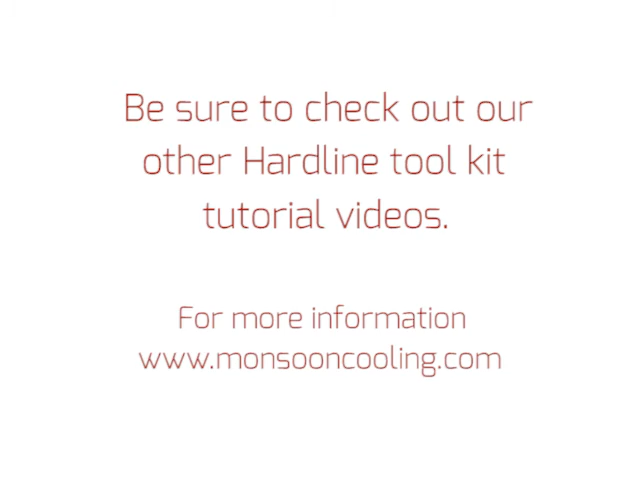 Be sure to check out our
other Hardline tool kit
tutorial videos.
For more information
www.monsooncooling.com